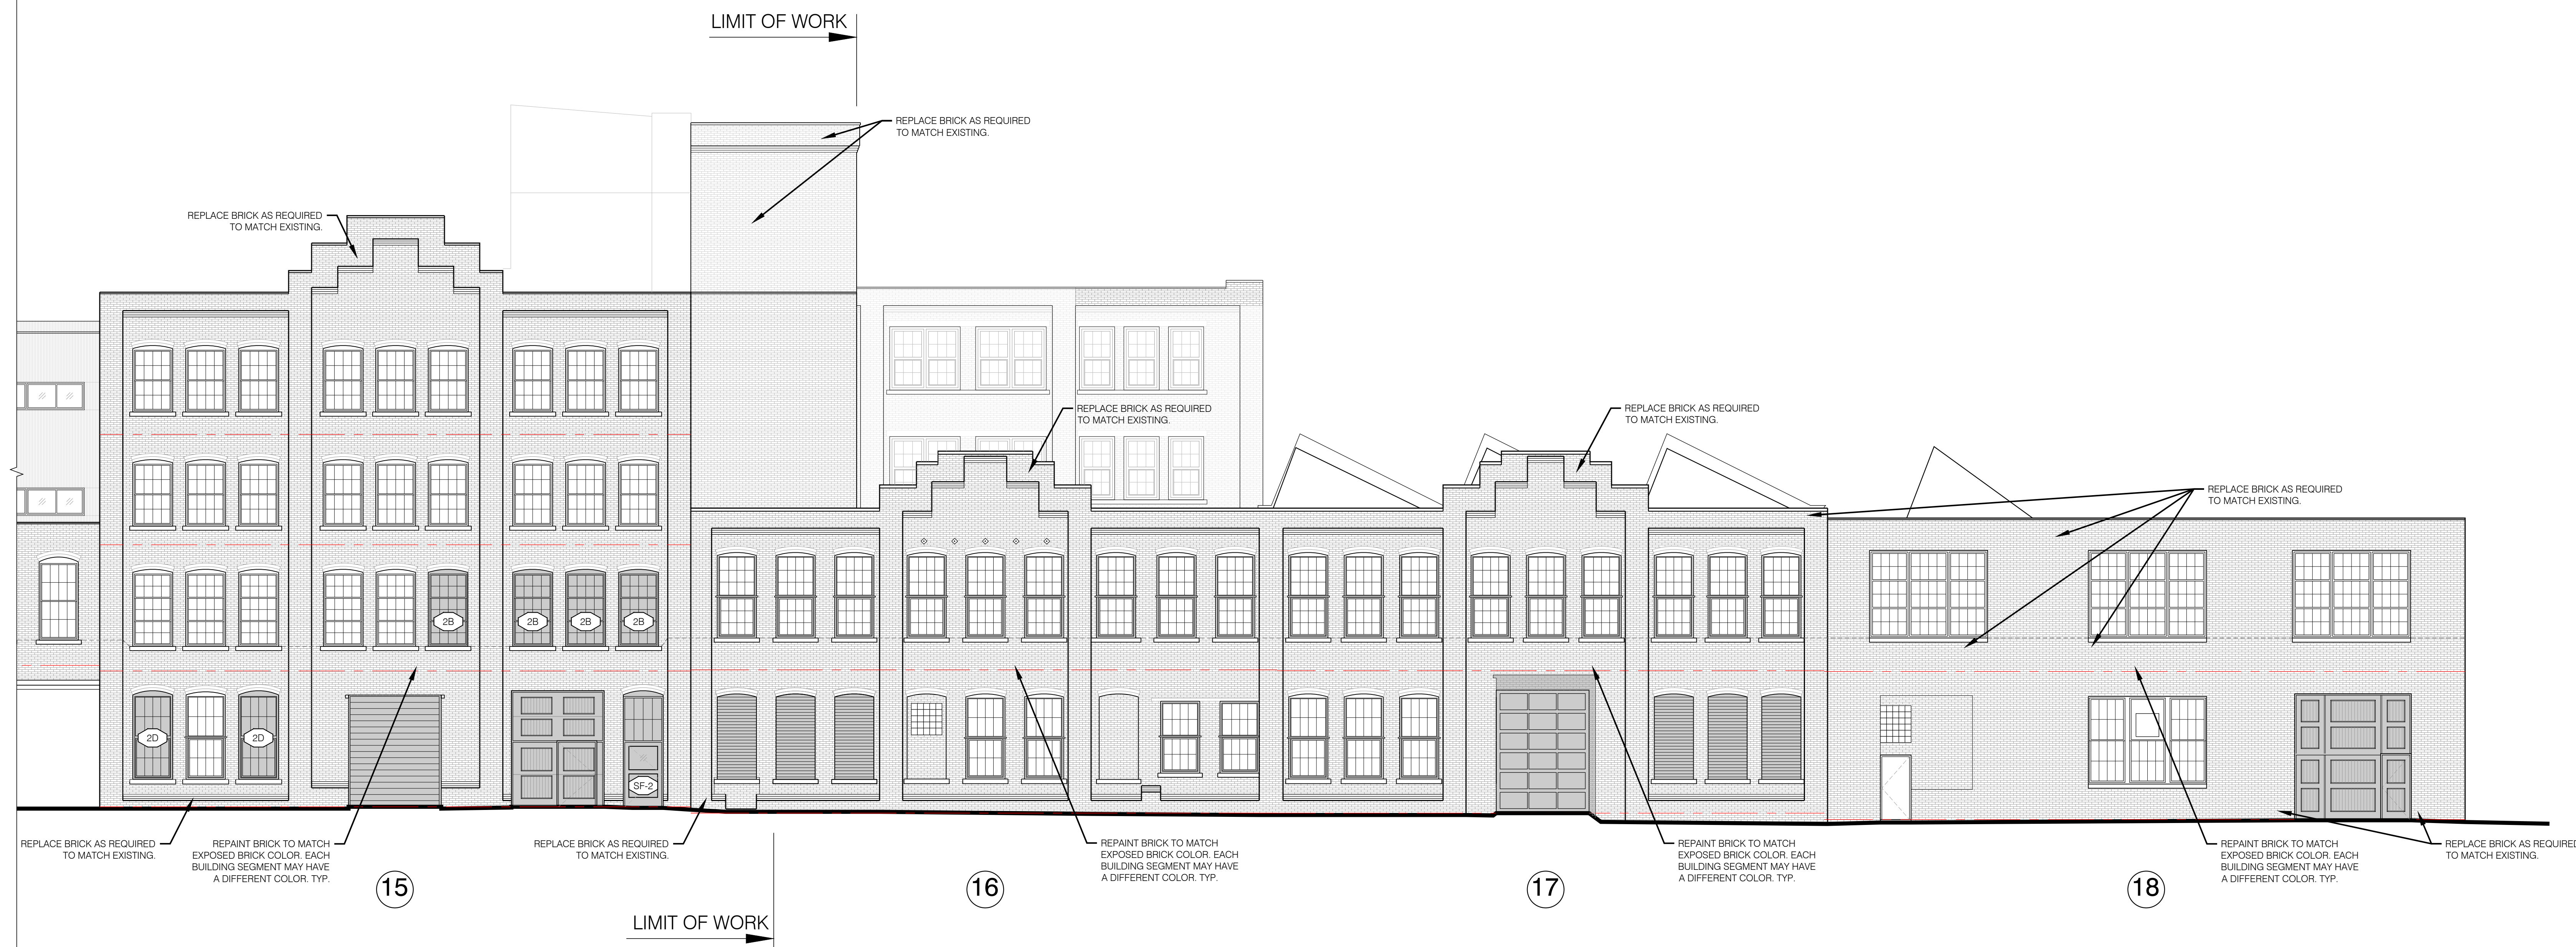 LIMIT OF WORK
REPLACE BRICK AS REQUIRED
TO MATCH EXISTING.
REPLACE BRICK AS REQUIRED
TO MATCH EXISTING.
REPLACE BRICK AS REQUIRED
TO MATCH EXISTING.
REPLACE BRICK AS REQUIRED
TO MATCH EXISTING.
REPLACE BRICK AS REQUIRED
TO MATCH EXISTING.
2B
2B
2B
2B
2D
2D
SF-2
REPLACE BRICK AS REQUIRED
TO MATCH EXISTING.
REPAINT BRICK TO MATCH
EXPOSED BRICK COLOR. EACH
BUILDING SEGMENT MAY HAVE
A DIFFERENT COLOR. TYP.
REPLACE BRICK AS REQUIRED
TO MATCH EXISTING.
REPAINT BRICK TO MATCH
EXPOSED BRICK COLOR. EACH
BUILDING SEGMENT MAY HAVE
A DIFFERENT COLOR. TYP.
REPAINT BRICK TO MATCH
EXPOSED BRICK COLOR. EACH
BUILDING SEGMENT MAY HAVE
A DIFFERENT COLOR. TYP.
REPAINT BRICK TO MATCH
EXPOSED BRICK COLOR. EACH
BUILDING SEGMENT MAY HAVE
A DIFFERENT COLOR. TYP.
REPLACE BRICK AS REQUIRED
TO MATCH EXISTING.
15
16
17
18
LIMIT OF WORK